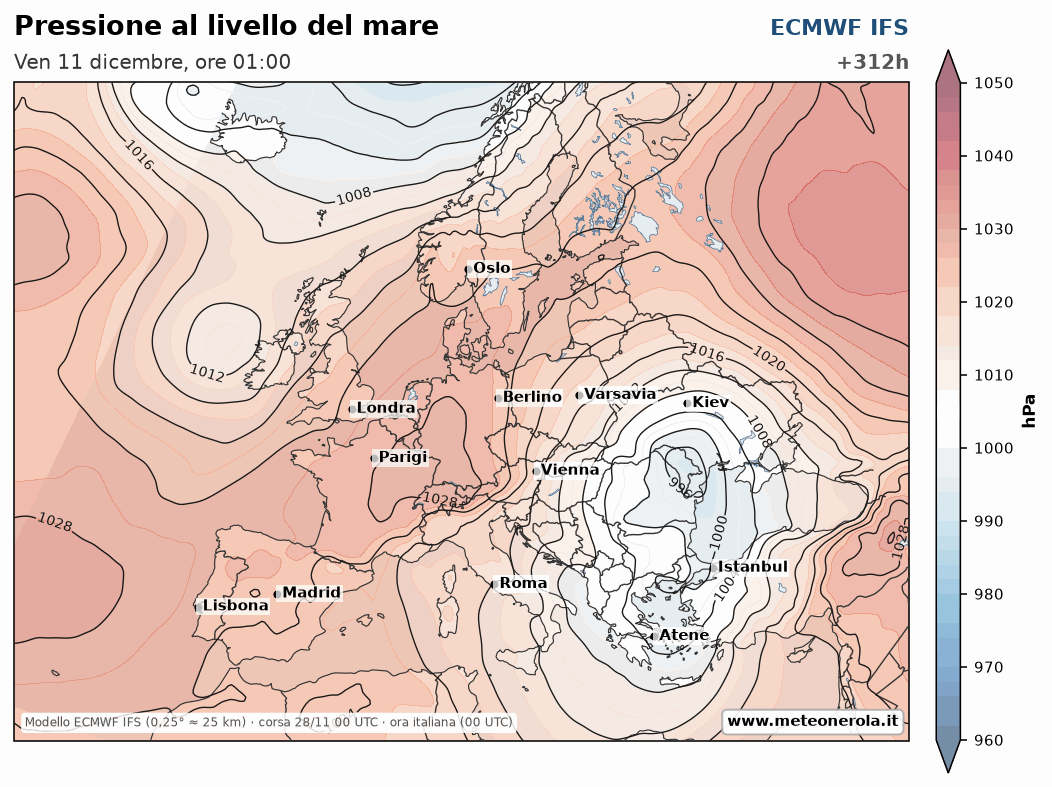 Pressione al livello del mare
ECMWF IFS
Ven 11 dicembre, ore 01:00
+312h
1016
1008
1012
1028
1028
1016
1020
1008
996
1000
1004
1028
Oslo
Londra
Berlino
Varsavia
Kiev
Parigi
Vienna
Istanbul
Roma
Madrid
Lisbona
Atene
Modello ECMWF IFS (0,25° ≈ 25 km) · corsa 28/11 00 UTC · ora italiana (00 UTC)
www.meteonerola.it
1050
1040
1030
1020
1010
1000
990
980
970
960
hPa